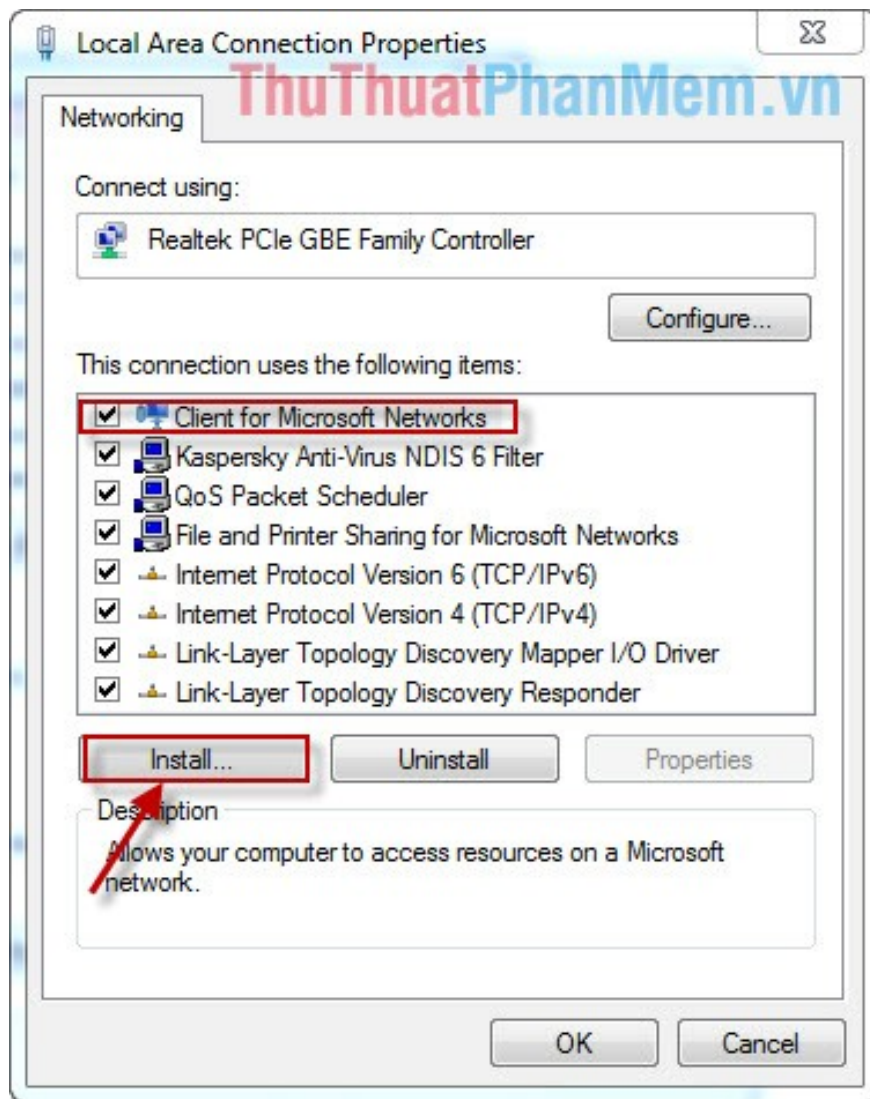 Local Area Connection Properties
ThuThuatPhanMem.vn
Networking
Connect using:
Realtek PCIe GBE Family Controller
Configure...
This connection uses the following items:
Client for Microsoft Networks
Kaspersky Anti-Virus NDIS 6 Filter
QoS Packet Scheduler
File and Printer Sharing for Microsoft Networks
Internet Protocol Version 6 (TCP/IPv6)
Internet Protocol Version 4 (TCP/IPv4)
Link-Layer Topology Discovery Mapper I/O Driver
Link-Layer Topology Discovery Responder
Install... Uninstall Properties
Description
Allows your computer to access resources on a Microsoft
network.
OK Cancel